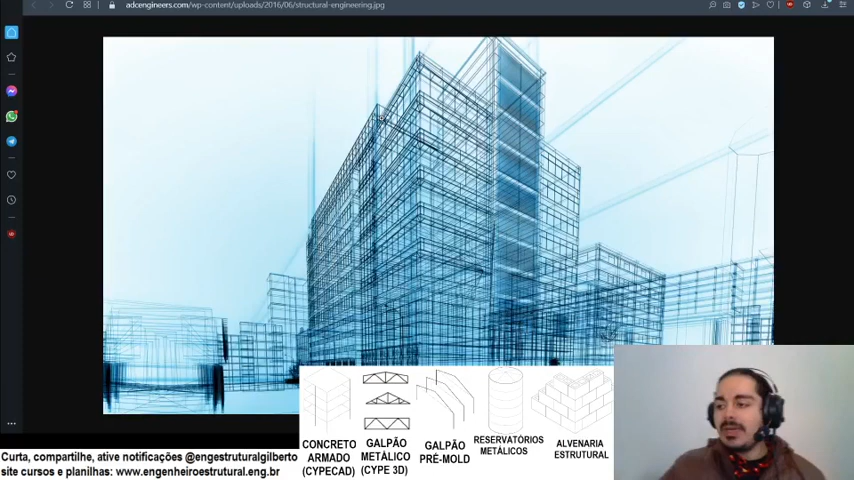 adcengineers.com/wp-content/uploads/2016/06/structural-engineering.jpg
CONCRETO
ARMADO
(CYPECAD)
GALPÃO
METÀLICO
(CYPE 3D)
GALPÃO
PRÉ-MOLD
RESERVATÓRIOS
METÁLICOS
ALVENARIA
ESTRUTURAL
Curta, compartilhe, ative notificações @engestruturalgilberto
site cursos e planilhas: www.engenheiroestrutural.eng.br